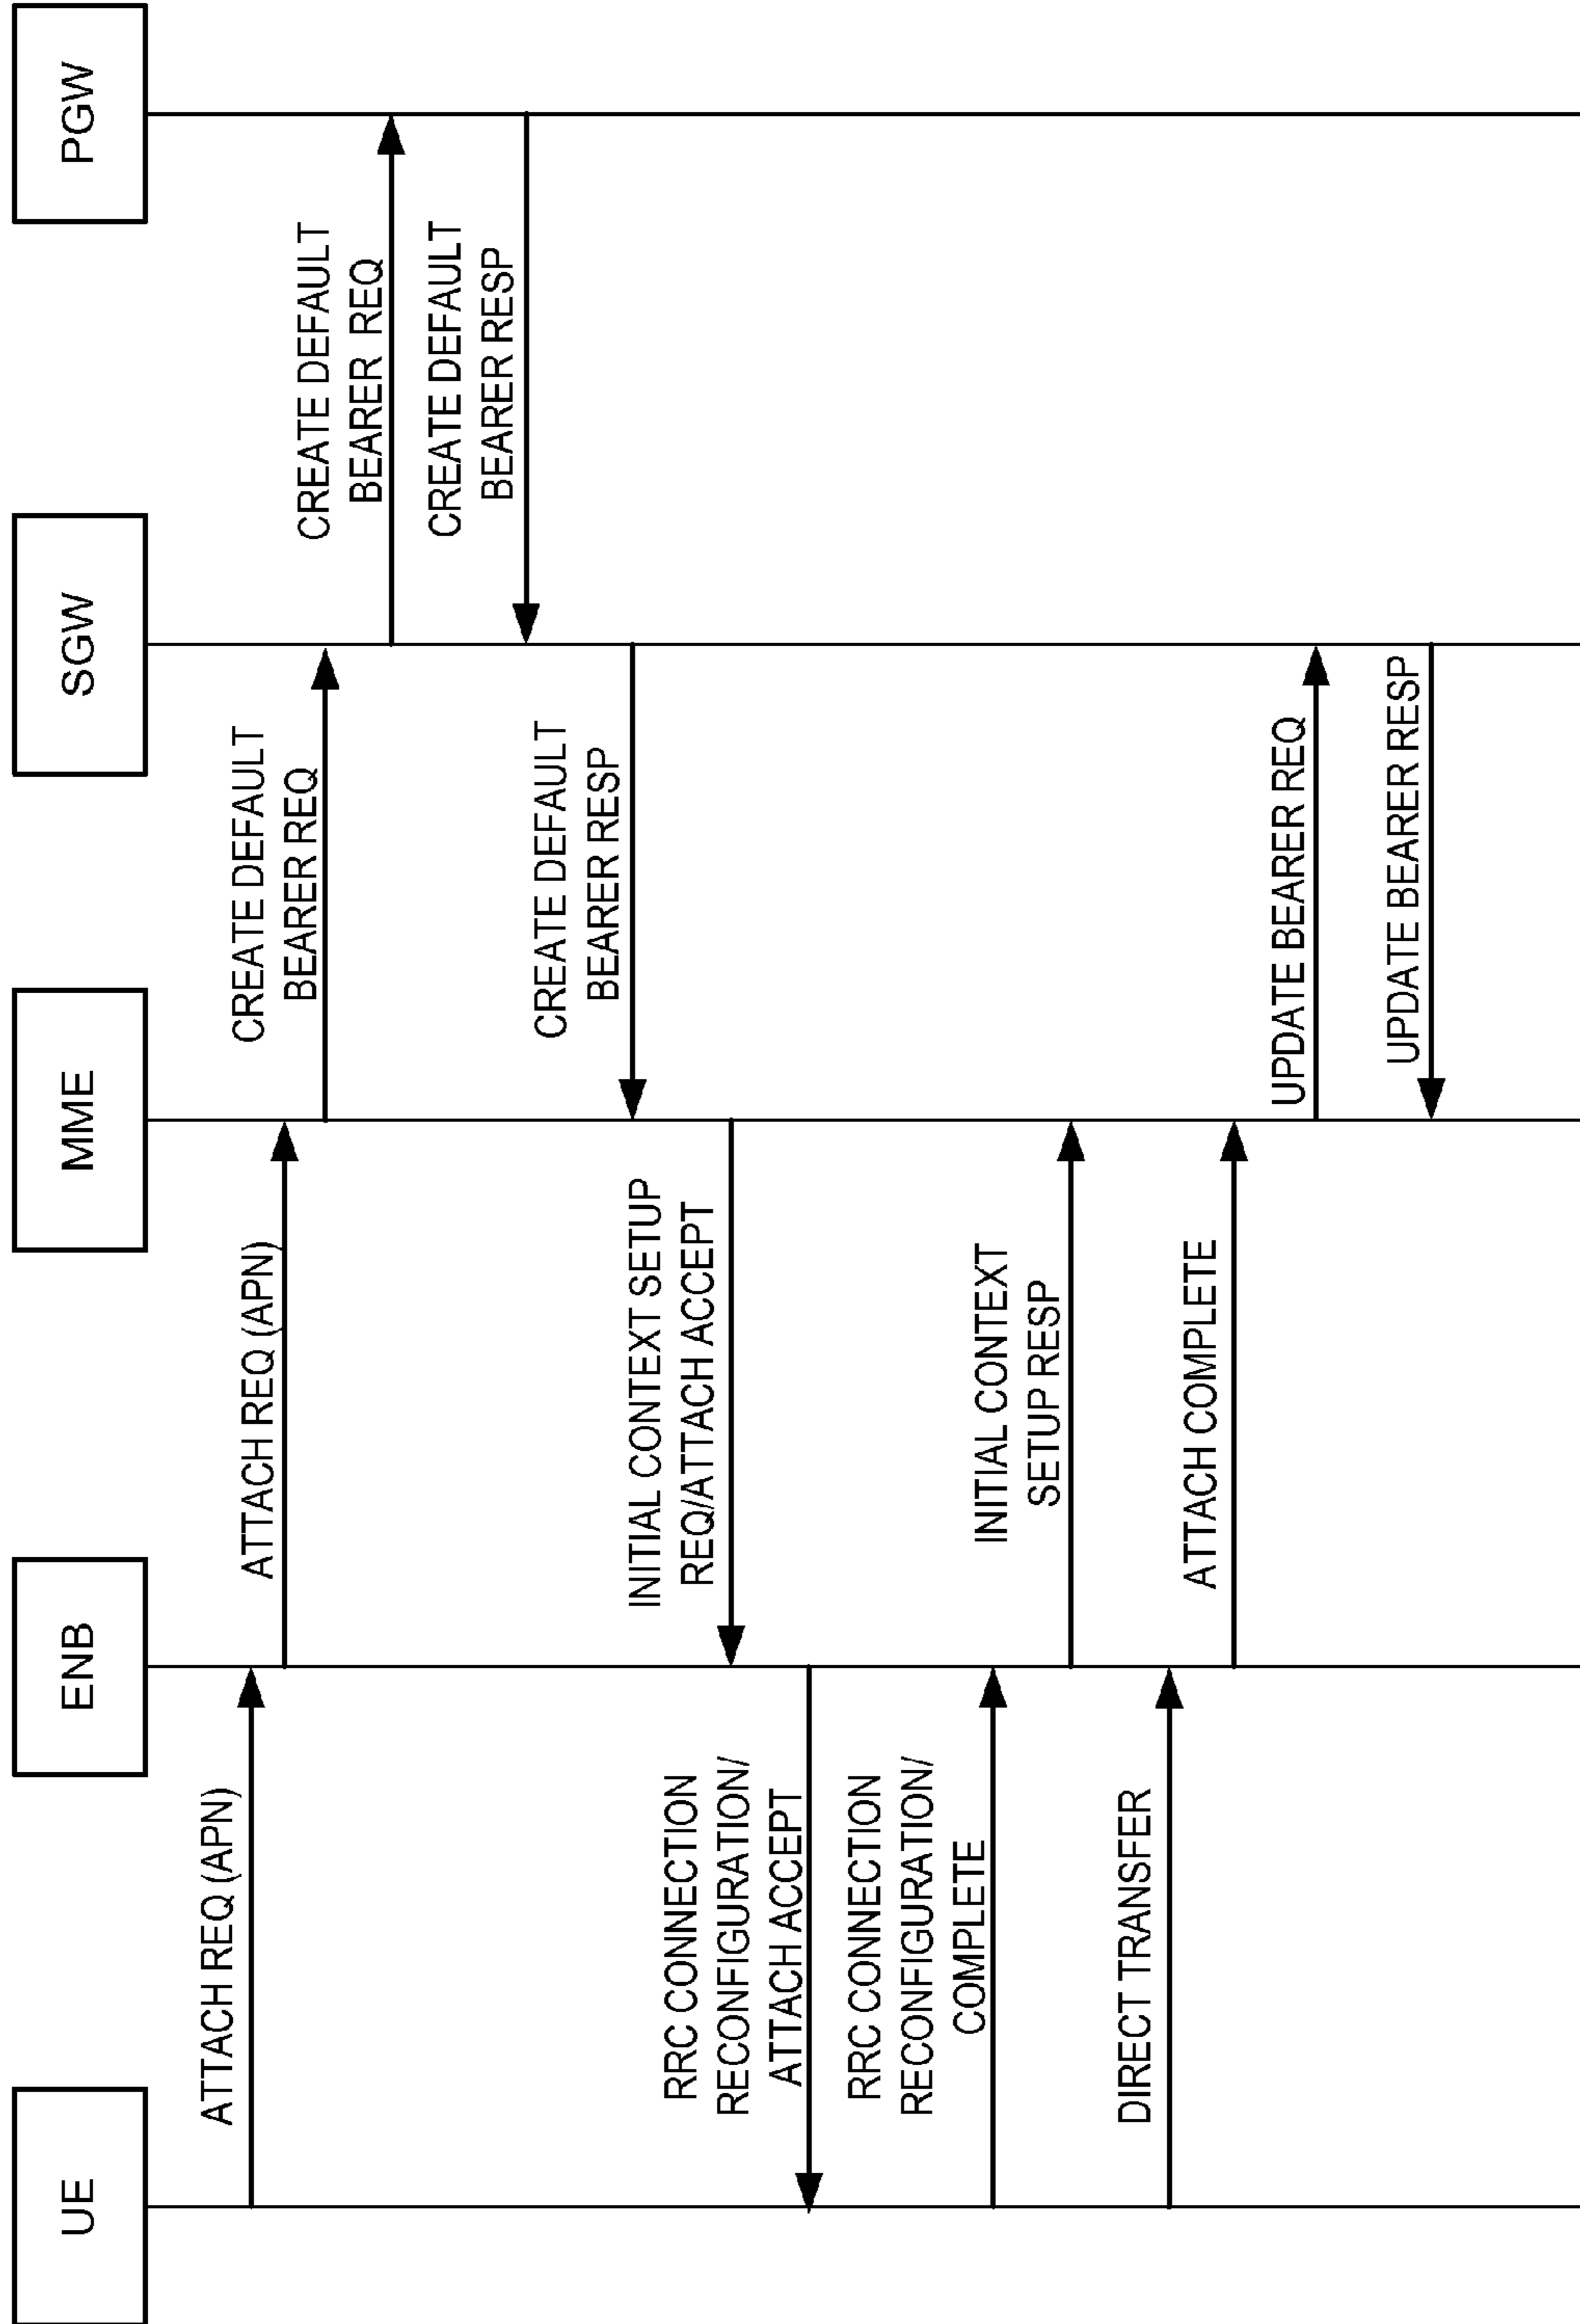 UE
ENB
MME
SGW
PGW
ATTACH REQ (APN)
ATTACH REQ (APN)
CREATE DEFAULT
BEARER REQ
CREATE DEFAULT
BEARER REQ
CREATE DEFAULT
BEARER RESP
CREATE DEFAULT
BEARER RESP
INITIAL CONTEXT SETUP
REQ/ATTACH ACCEPT
RRC CONNECTION
RECONFIGURATION/
ATTACH ACCEPT
RRC CONNECTION
RECONFIGURATION/
COMPLETE
INITIAL CONTEXT
SETUP RESP
DIRECT TRANSFER
ATTACH COMPLETE
UPDATE BEARER REQ
UPDATE BEARER RESP